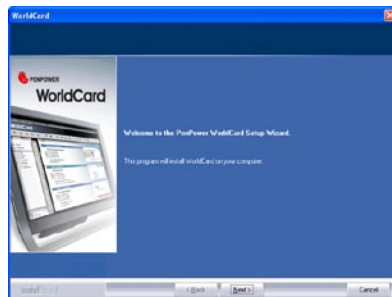 WorldCard
PENPOWER
WorldCard
Welcome to the PenPower WorldCard Setup Wizard.
This program will install WorldCard on your computer.
< Back
Next >
Cancel